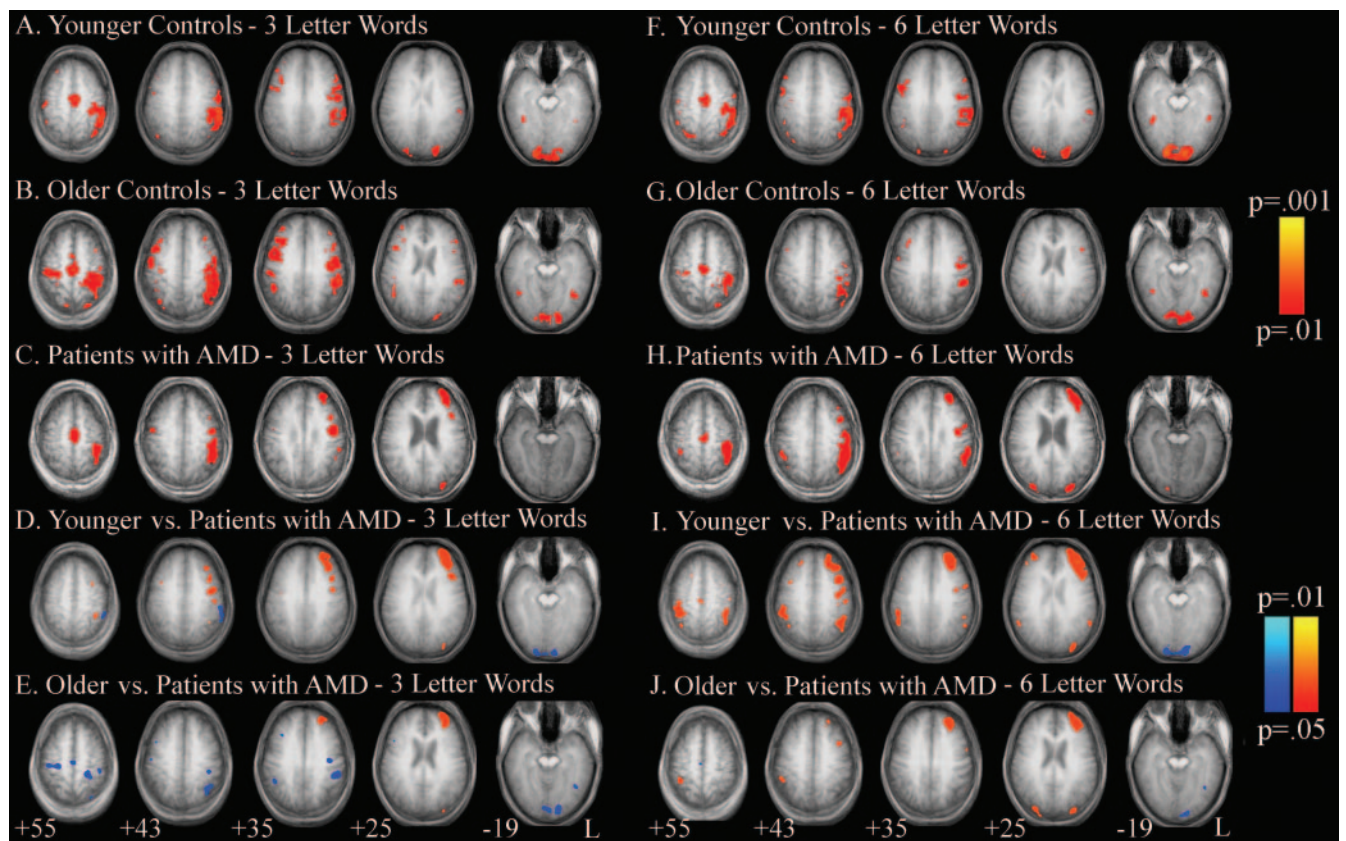 A. Younger Controls - 3 Letter Words
F. Younger Controls - 6 Letter Words
B. Older Controls - 3 Letter Words
G. Older Controls - 6 Letter Words
p=.001
p=.01
C. Patients with AMD - 3 Letter Words
H. Patients with AMD - 6 Letter Words
D. Younger vs. Patients with AMD - 3 Letter Words
I. Younger vs. Patients with AMD - 6 Letter Words
p=.01
p=.05
E. Older vs. Patients with AMD - 3 Letter Words
J. Older vs. Patients with AMD - 6 Letter Words
+55 +43 +35 +25 -19 L
+55 +43 +35 +25 -19 L